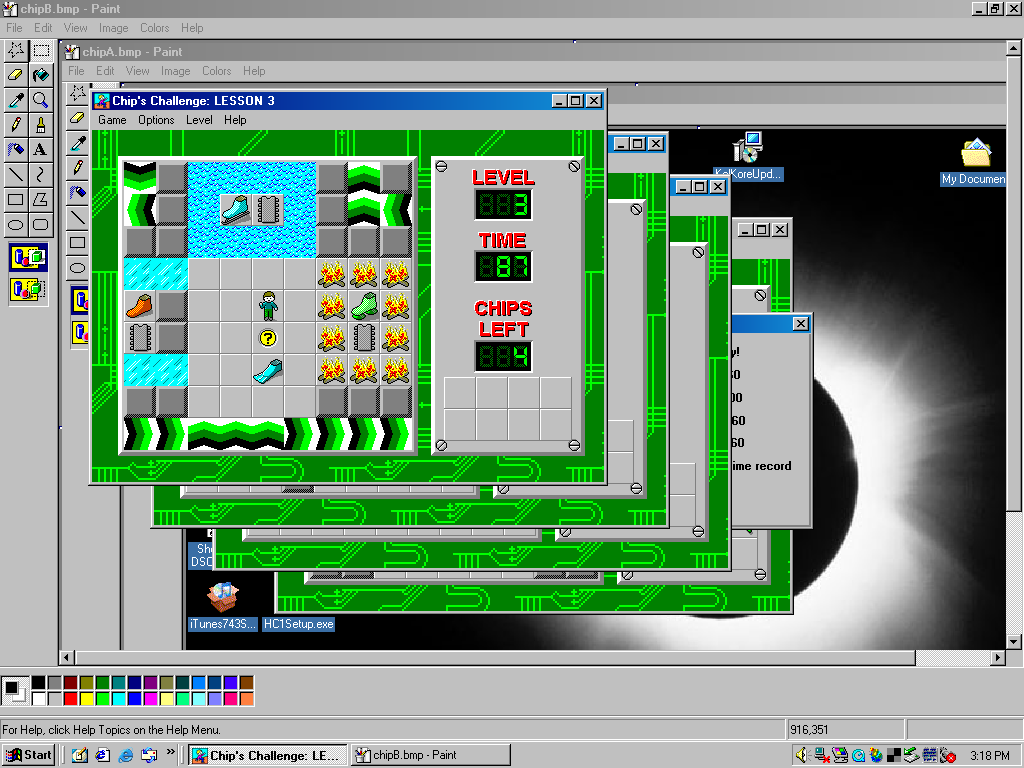 chipB.bmp - Paint
File Edit View Image Colors Help
chipA.bmp - Paint
File Edit View Image Colors Help
Chip's Challenge: LESSON 3
Game Options Level Help
LEVEL
3
TIME
87
CHIPS
LEFT
4
?
A
KalKoreUpd...
My Documen
y!
60
00
60
60
ime record
Sho
DSC
iTunes743S...
HC1Setup.exe
For Help, click Help Topics on the Help Menu.
916,351
Start
Chip's Challenge: LE...
chipB.bmp - Paint
3:18 PM